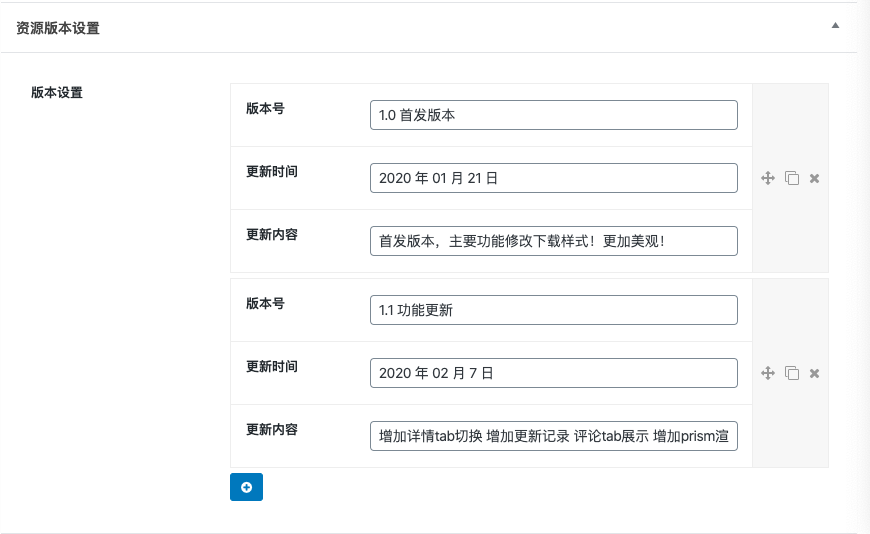 资源版本设置
版本设置
版本号
1.0 首发版本
更新时间
2020 年 01 月 21 日
更新内容
首发版本，主要功能修改下载样式！更加美观！
版本号
1.1 功能更新
更新时间
2020 年 02 月 7 日
更新内容
增加详情tab切换 增加更新记录 评论tab展示 增加prism渲